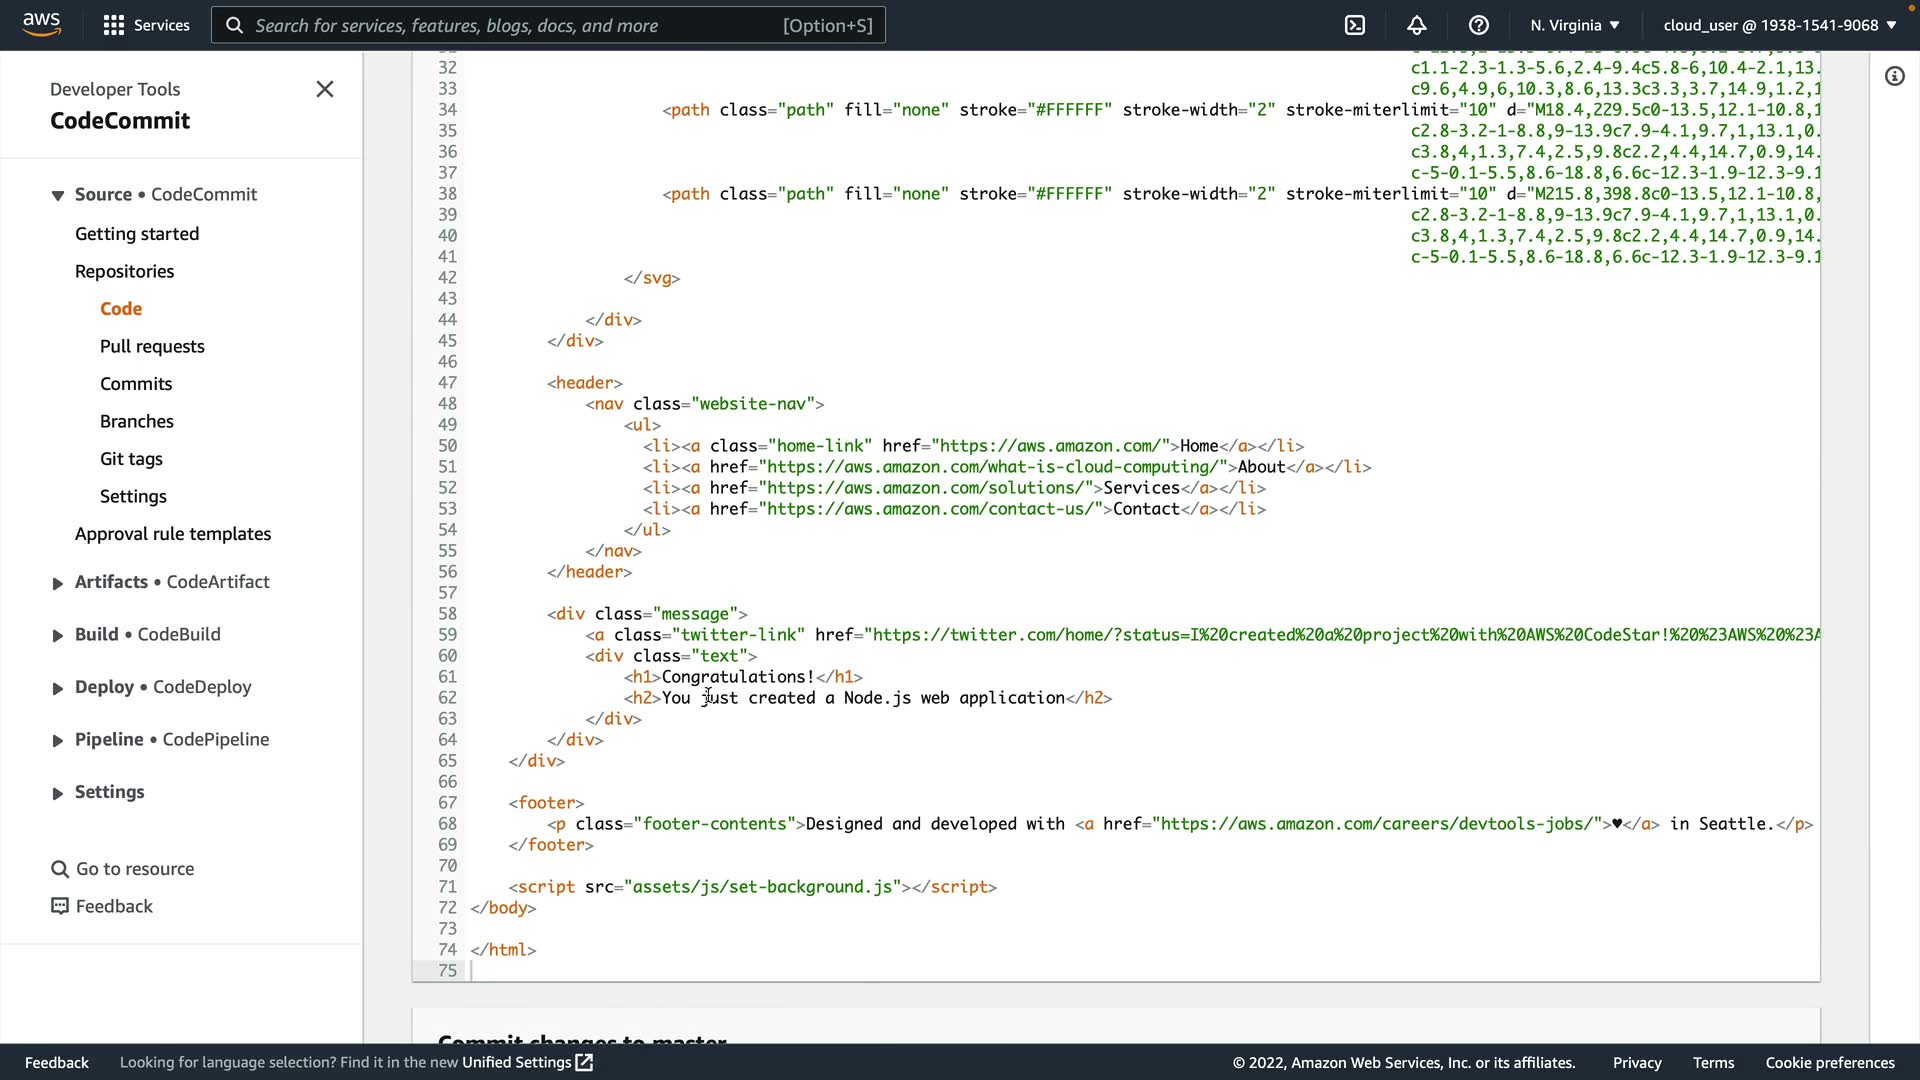 aws
Services
Search for services, features, blogs, docs, and more [Option+S]
N. Virginia ▼
cloud_user @ 1938-1541-9068 ▼
Developer Tools
CodeCommit
Source • CodeCommit
Getting started
Repositories
Code
Pull requests
Commits
Branches
Git tags
Settings
Approval rule templates
Artifacts • CodeArtifact
Build • CodeBuild
Deploy • CodeDeploy
Pipeline • CodePipeline
Settings
Go to resource
Feedback
32 c1.1-2.3-1.3-5.6,2.4-9.4c5.8-6,10.4-2.1,13.
33 c9.6,4.9,6,10.3,8.6,13.3c3.3,3.7,14.9,1.2,1
34 <path class="path" fill="none" stroke="#FFFFFF" stroke-width="2" stroke-miterlimit="10" d="M18.4,229.5c0-13.5,12.1-10.8,1
35 c2.8-3.2-1-8.8,9-13.9c7.9-4.1,9.7,1,13.1,0.
36 c3.8,4,1.3,7.4,2.5,9.8c2.2,4.4,14.7,0.9,14.
37 c-5-0.1-5.5,8.6-18.8,6.6c-12.3-1.9-12.3-9.1
38 <path class="path" fill="none" stroke="#FFFFFF" stroke-width="2" stroke-miterlimit="10" d="M215.8,398.8c0-13.5,12.1-10.8,
39 c2.8-3.2-1-8.8,9-13.9c7.9-4.1,9.7,1,13.1,0.
40 c3.8,4,1.3,7.4,2.5,9.8c2.2,4.4,14.7,0.9,14.
41 c-5-0.1-5.5,8.6-18.8,6.6c-12.3-1.9-12.3-9.1
42 </svg>
43
44 </div>
45 </div>
46
47 <header>
48 <nav class="website-nav">
49 <ul>
50 <li><a class="home-link" href="https://aws.amazon.com/">Home</a></li>
51 <li><a href="https://aws.amazon.com/what-is-cloud-computing/">About</a></li>
52 <li><a href="https://aws.amazon.com/solutions/">Services</a></li>
53 <li><a href="https://aws.amazon.com/contact-us/">Contact</a></li>
54 </ul>
55 </nav>
56 </header>
57
58 <div class="message">
59 <a class="twitter-link" href="https://twitter.com/home/?status=I%20created%20a%20project%20with%20AWS%20CodeStar!%20%23AWS%20%23A
60 <div class="text">
61 <h1>Congratulations!</h1>
62 <h2>You just created a Node.js web application</h2>
63 </div>
64 </div>
65 </div>
66
67 <footer>
68 <p class="footer-contents">Designed and developed with <a href="https://aws.amazon.com/careers/devtools-jobs/">♥</a> in Seattle.</p>
69 </footer>
70
71 <script src="assets/js/set-background.js"></script>
72 </body>
73
74 </html>
75
Commit changes to master
Feedback
Looking for language selection? Find it in the new Unified Settings
© 2022, Amazon Web Services, Inc. or its affiliates.
Privacy
Terms
Cookie preferences